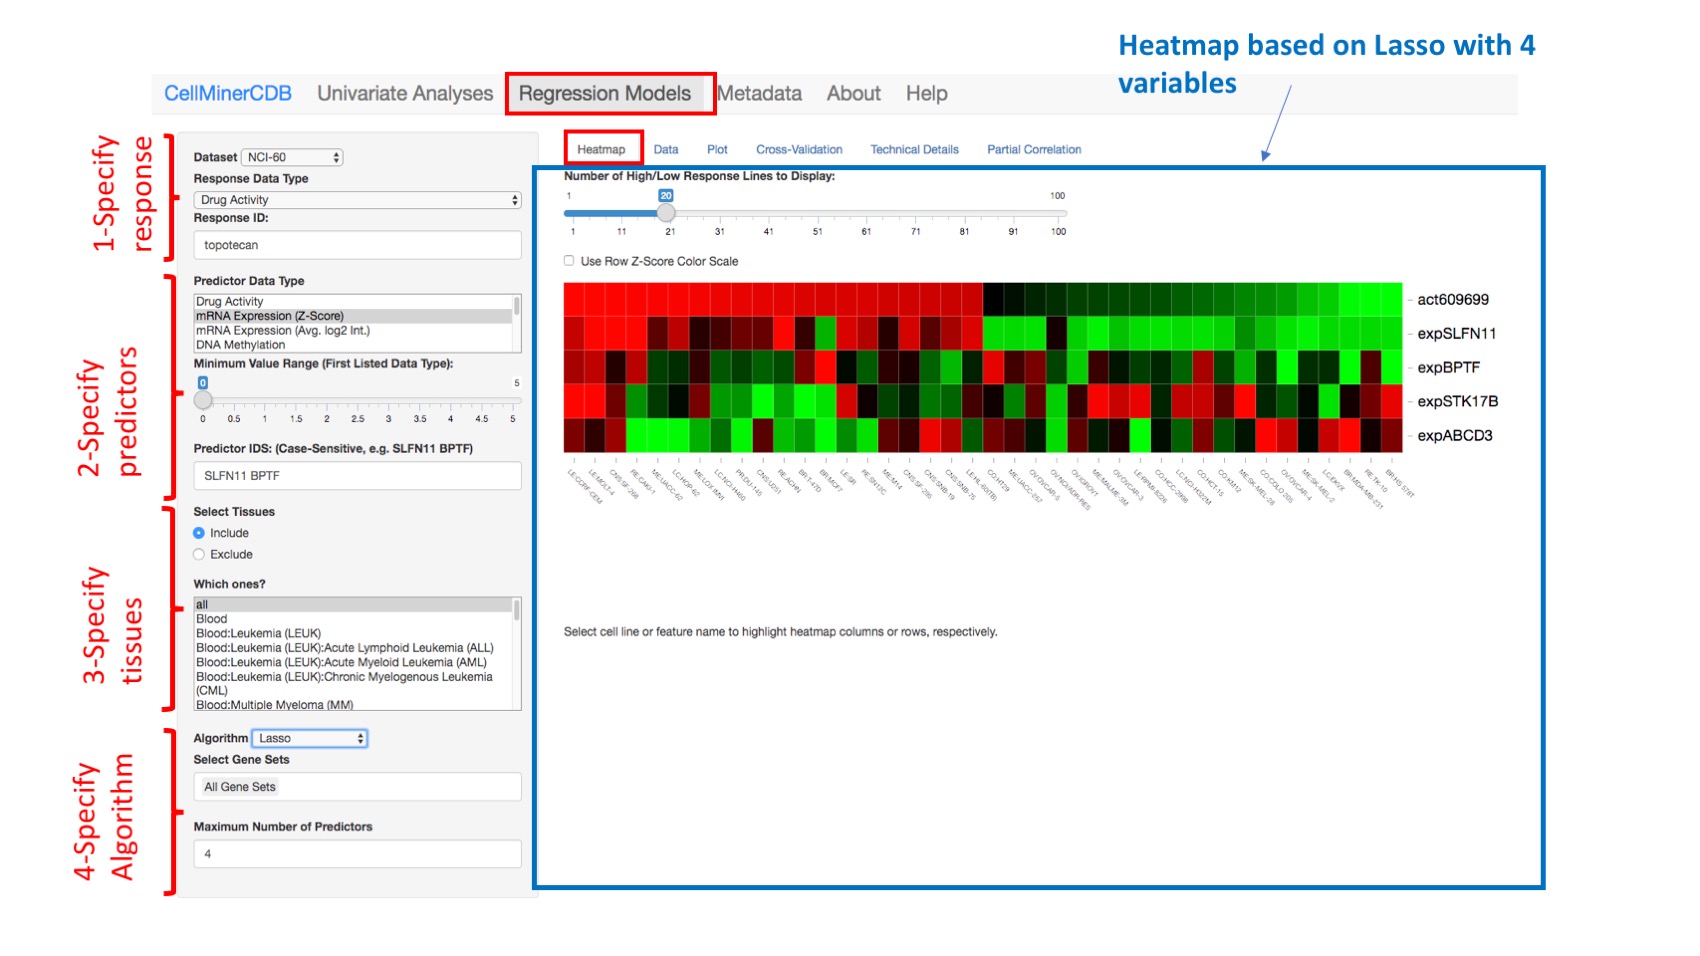 Heatmap based on Lasso with 4
variables
CellMinerCDB Univariate Analyses Regression Models Metadata About Help
1-Specify
response
Dataset NCI-60
Response Data Type
Drug Activity
Response ID:
topotecan
2-Specify
predictors
Predictor Data Type
Drug Activity
mRNA Expression (Z-Score)
mRNA Expression (Avg. log2 Int.)
DNA Methylation
Minimum Value Range (First Listed Data Type):
0 5
0 0.5 1 1.5 2 2.5 3 3.5 4 4.5 5
Predictor IDS: (Case-Sensitive, e.g. SLFN11 BPTF)
SLFN11 BPTF
3-Specify
tissues
Select Tissues
Include
Exclude
Which ones?
all
Blood
Blood:Leukemia (LEUK)
Blood:Leukemia (LEUK):Acute Lymphoid Leukemia (ALL)
Blood:Leukemia (LEUK):Acute Myeloid Leukemia (AML)
Blood:Leukemia (LEUK):Chronic Myelogenous Leukemia
(CML)
Blood:Multiple Myeloma (MM)
4-Specify
Algorithm
Algorithm Lasso
Select Gene Sets
All Gene Sets
Maximum Number of Predictors
4
Heatmap Data Plot Cross-Validation Technical Details Partial Correlation
Number of High/Low Response Lines to Display:
1 20 100
1 11 21 31 41 51 61 71 81 91 100
Use Row Z-Score Color Scale
act609699
expSLFN11
expBPTF
expSTK17B
expABCD3
Select cell line or feature name to highlight heatmap columns or rows, respectively.